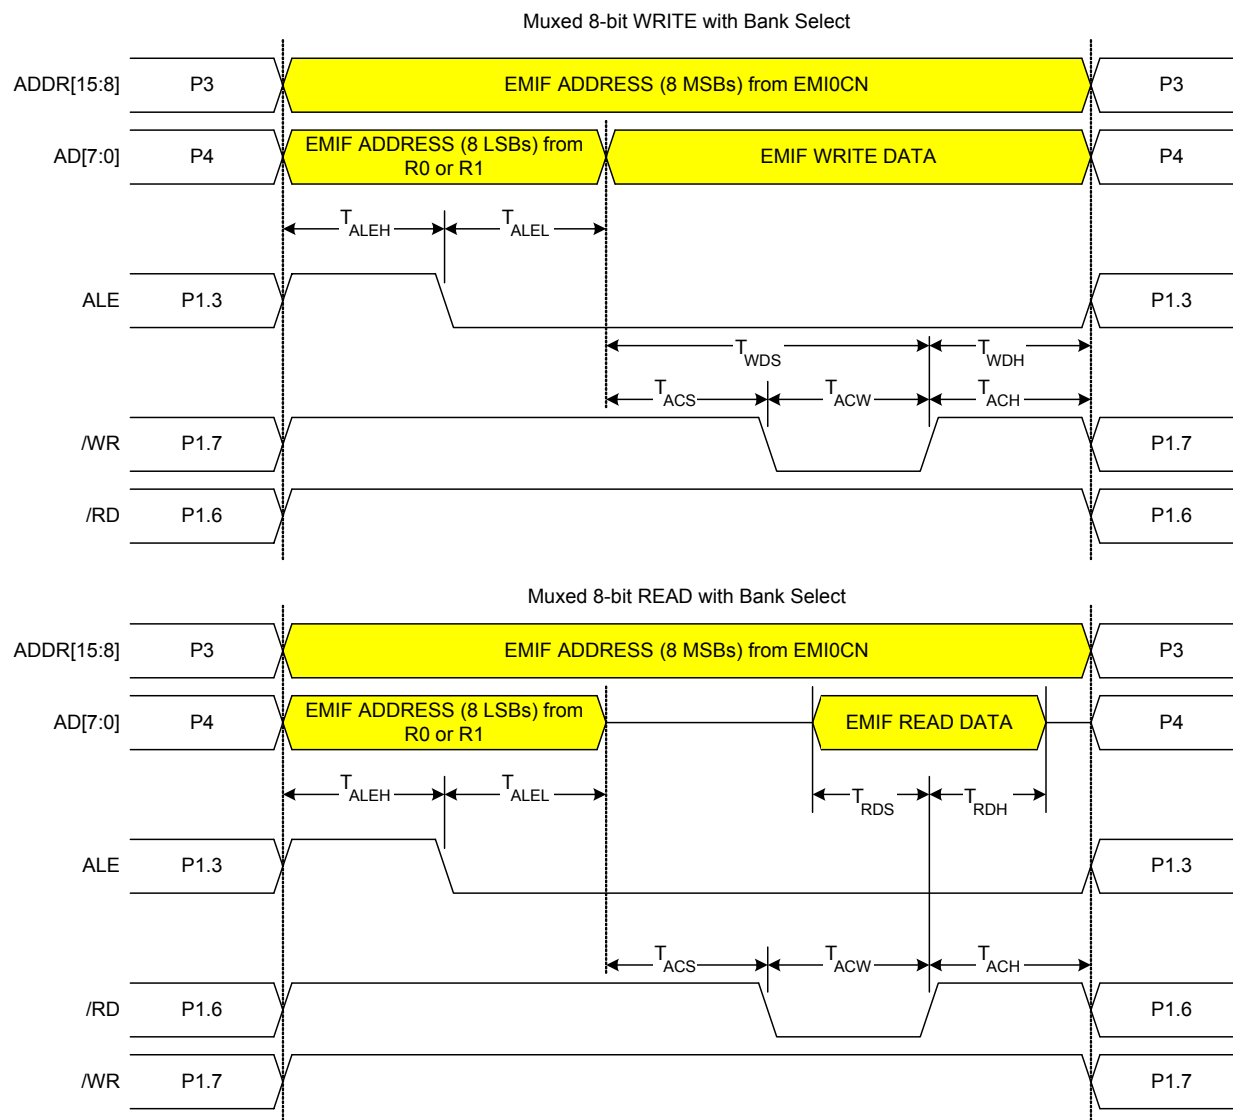 Muxed 8-bit WRITE with Bank Select
ADDR[15:8] P3 EMIF ADDRESS (8 MSBs) from EMI0CN P3
AD[7:0] P4 EMIF ADDRESS (8 LSBs) from
R0 or R1 EMIF WRITE DATA P4
TALEH TALEL
ALE P1.3 P1.3
TWDS TWDH
TACS TACW TACH
/WR P1.7 P1.7
/RD P1.6 P1.6
Muxed 8-bit READ with Bank Select
ADDR[15:8] P3 EMIF ADDRESS (8 MSBs) from EMI0CN P3
AD[7:0] P4 EMIF ADDRESS (8 LSBs) from
R0 or R1 EMIF READ DATA P4
TALEH TALEL TRDS TRDH
ALE P1.3 P1.3
TACS TACW TACH
/RD P1.6 P1.6
/WR P1.7 P1.7